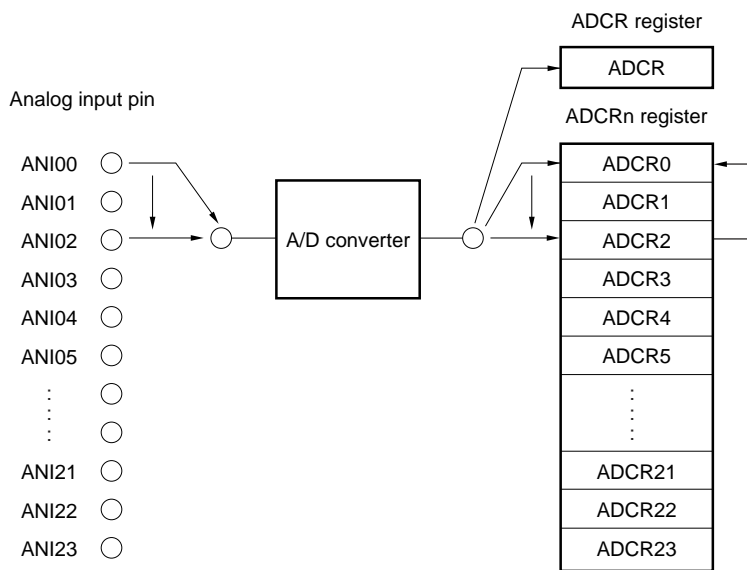 ADCR register
ADCR
Analog input pin
ADCRn register
ANI00
ANI01
ANI02
ANI03
ANI04
ANI05
ANI21
ANI22
ANI23
A/D converter
ADCR0
ADCR1
ADCR2
ADCR3
ADCR4
ADCR5
ADCR21
ADCR22
ADCR23